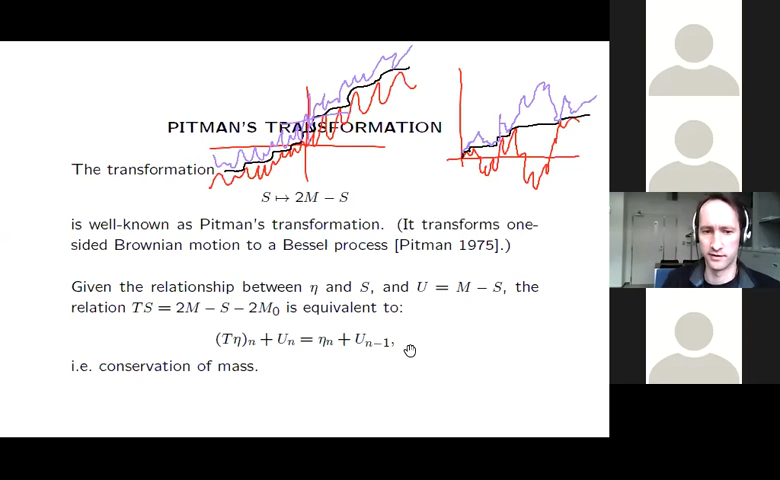 PITMAN'S TRANSFORMATION
The transformation
S ↦ 2M − S
is well-known as Pitman's transformation. (It transforms one-
sided Brownian motion to a Bessel process [Pitman 1975].)
Given the relationship between η and S, and U = M − S, the
relation TS = 2M − S − 2M₀ is equivalent to:
(Tη)ₙ + Uₙ = ηₙ + Uₙ₋₁,
i.e. conservation of mass.